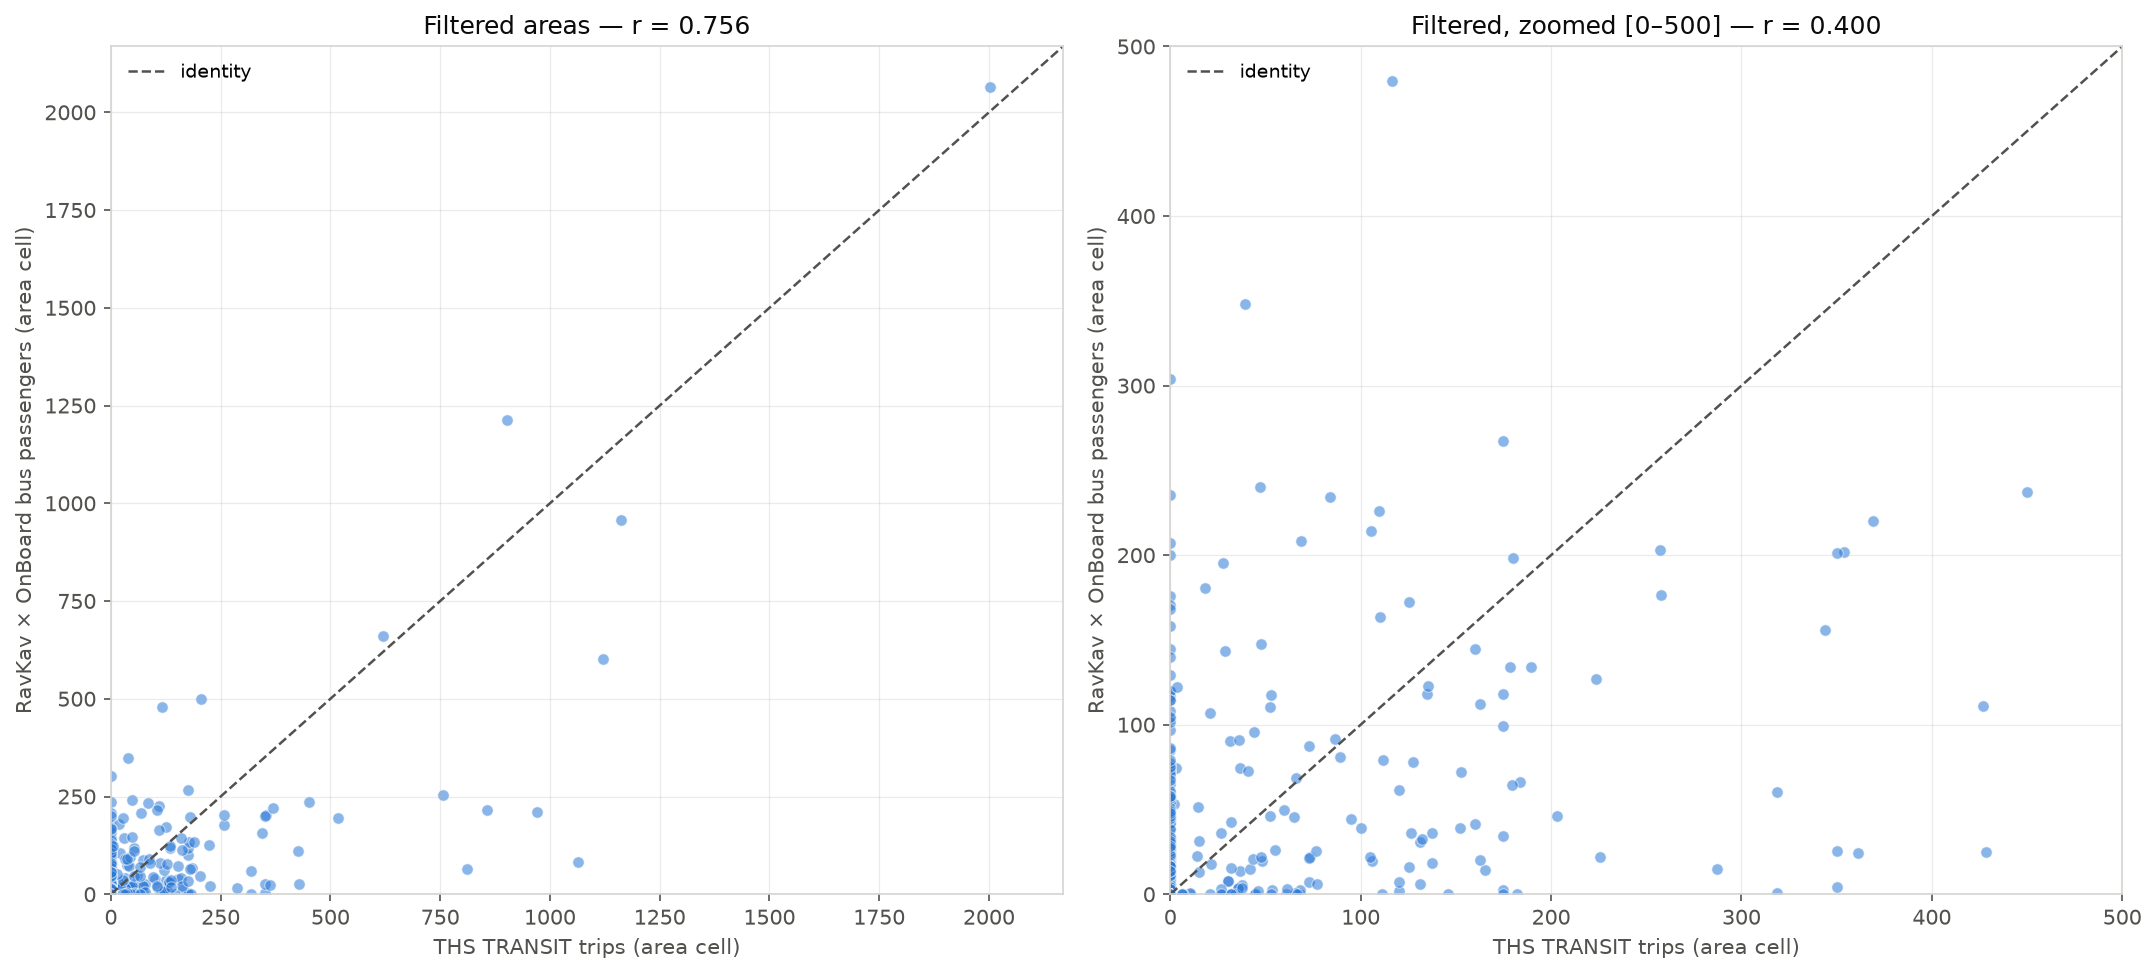 Filtered areas — r = 0.756
identity
RavKav × OnBoard bus passengers (area cell)
2000
1750
1500
1250
1000
750
500
250
0
0 250 500 750 1000 1250 1500 1750 2000
THS TRANSIT trips (area cell)
Filtered, zoomed [0–500] — r = 0.400
identity
RavKav × OnBoard bus passengers (area cell)
500
400
300
200
100
0
0 100 200 300 400 500
THS TRANSIT trips (area cell)